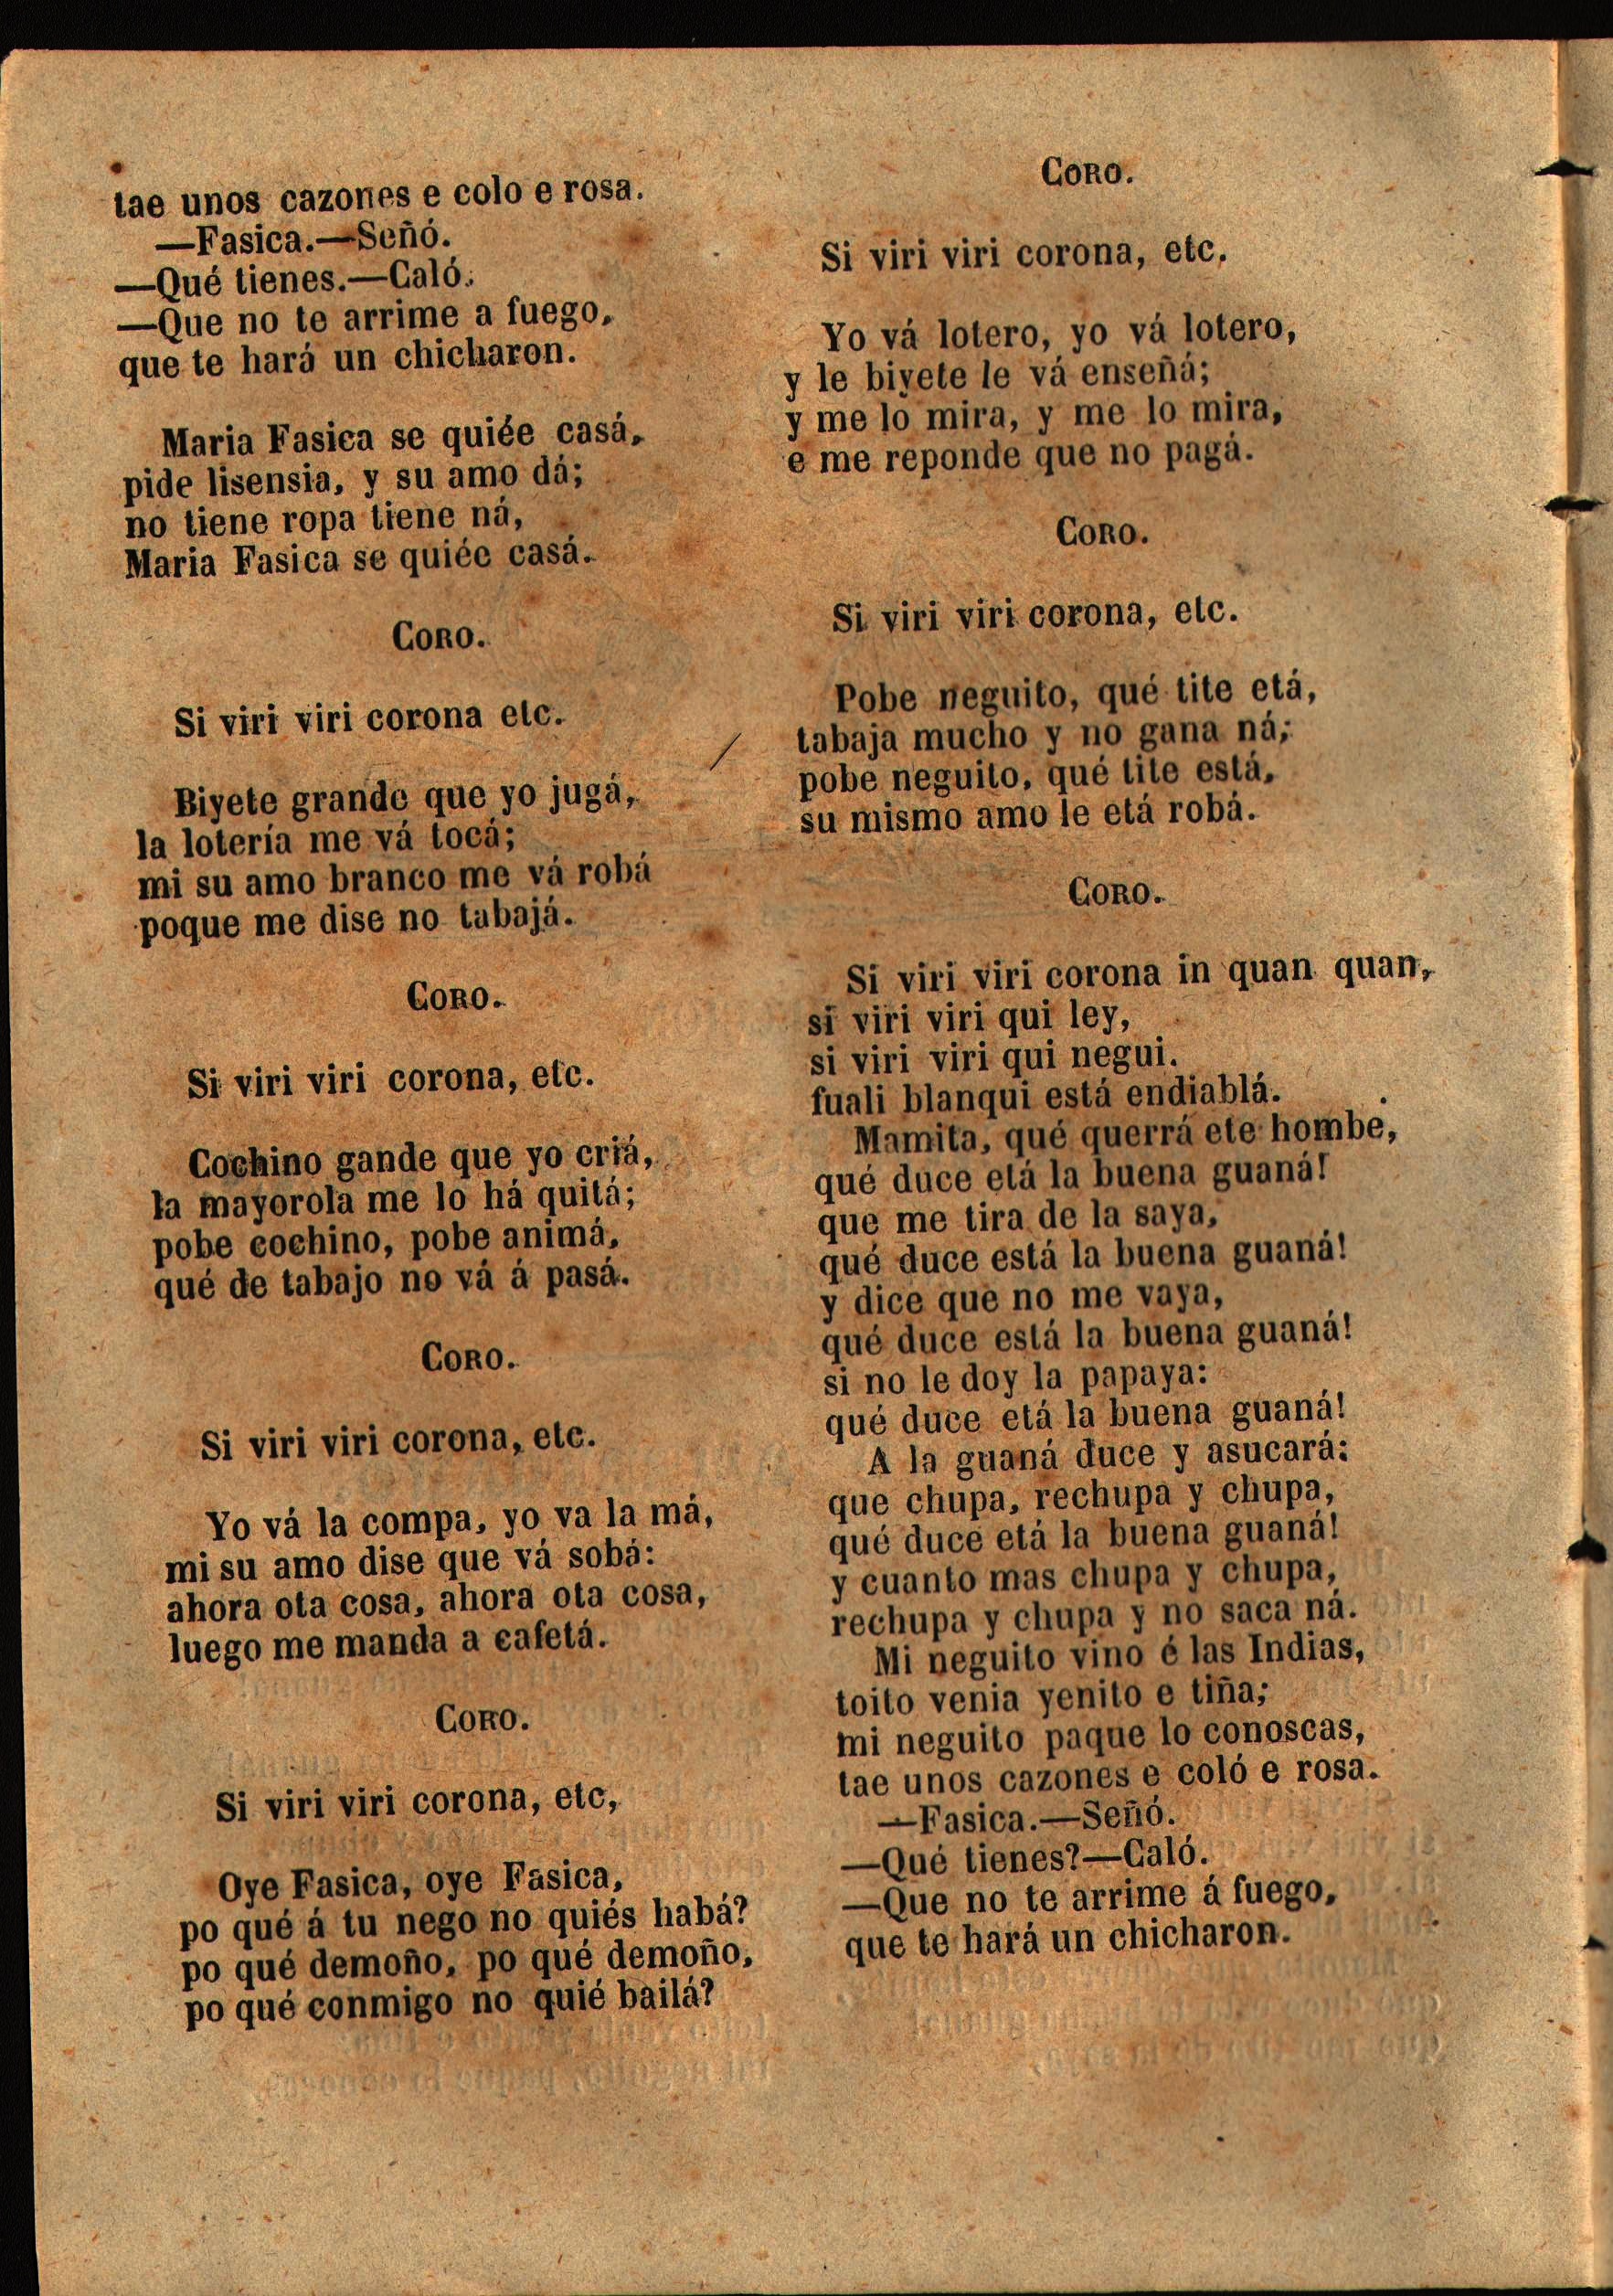 tae unos cazones e colo e rosa.
—Fasica.—Señó.
—Qué tienes.—Caló.
—Que no te arrime a fuego,
que te hará un chicharon.
Maria Fasica se quiée casá,
pide lisensia, y su amo dá;
no tiene ropa tiene ná,
Maria Fasica se quiée casá.
CORO.
Si viri viri corona etc.
Biyete grande que yo jugá,
la lotería me vá tocá;
mi su amo branco me vá robá
poque me dise no tabajá.
CORO.
Si viri viri corona, etc.
Cochino gande que yo criá,
la mayorola me lo há quitá;
pobe cochino, pobe animá,
qué de tabajo no vá á pasá.
CORO.
Si viri viri corona, etc.
Yo vá la compa, yo va la má,
mi su amo dise que vá sobá:
ahora ota cosa, ahora ota cosa,
luego me manda a cafetá.
CORO.
Si viri viri corona, etc,
Oye Fasica, oye Fasica,
po qué á tu nego no quiés habá?
po qué demoño, po qué demoño,
po qué conmigo no quié bailá?
CORO.
Si viri viri corona, etc.
Yo vá lotero, yo vá lotero,
y le biyete le vá enseñá;
y me lo mira, y me lo mira,
e me reponde que no pagá.
CORO.
Si viri viri corona, etc.
Pobe neguito, qué tite etá,
tabaja mucho y no gana ná;
pobe neguito, qué tite está,
su mismo amo le etá robá.
CORO.
Si viri viri corona in quan quan,
si viri viri qui ley,
si viri viri qui negui.
fuali blanqui está endiablá.
Mamita, qué querrá ete hombe,
qué duce etá la buena guaná!
que me tira de la saya,
qué duce está la buena guaná!
y dice que no me vaya,
qué duce está la buena guaná!
si no le doy la papaya:
qué duce etá la buena guaná!
A la guaná duce y asucará:
que chupa, rechupa y chupa,
qué duce etá la buena guaná!
y cuanto mas chupa y chupa,
rechupa y chupa y no saca ná.
Mi neguito vino é las Indias,
toito venia yenito e tiña;
mi neguito paque lo conoscas,
tae unos cazones e coló e rosa.
—Fasica.—Señó.
—Qué tienes?—Caló.
—Que no te arrime á fuego,
que te hará un chicharon.